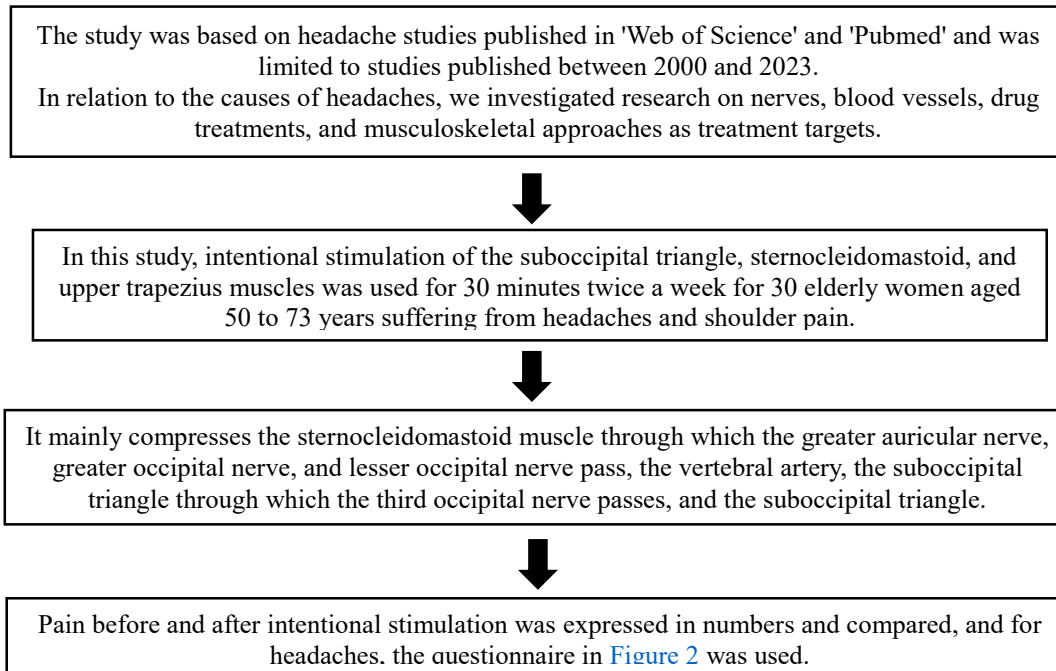 The study was based on headache studies published in 'Web of Science' and 'Pubmed' and was
limited to studies published between 2000 and 2023.
In relation to the causes of headaches, we investigated research on nerves, blood vessels, drug
treatments, and musculoskeletal approaches as treatment targets.
In this study, intentional stimulation of the suboccipital triangle, sternocleidomastoid, and
upper trapezius muscles was used for 30 minutes twice a week for 30 elderly women aged
50 to 73 years suffering from headaches and shoulder pain.
It mainly compresses the sternocleidomastoid muscle through which the greater auricular nerve,
greater occipital nerve, and lesser occipital nerve pass, the vertebral artery, the suboccipital
triangle through which the third occipital nerve passes, and the suboccipital triangle.
Pain before and after intentional stimulation was expressed in numbers and compared, and for
headaches, the questionnaire in Figure 2 was used.